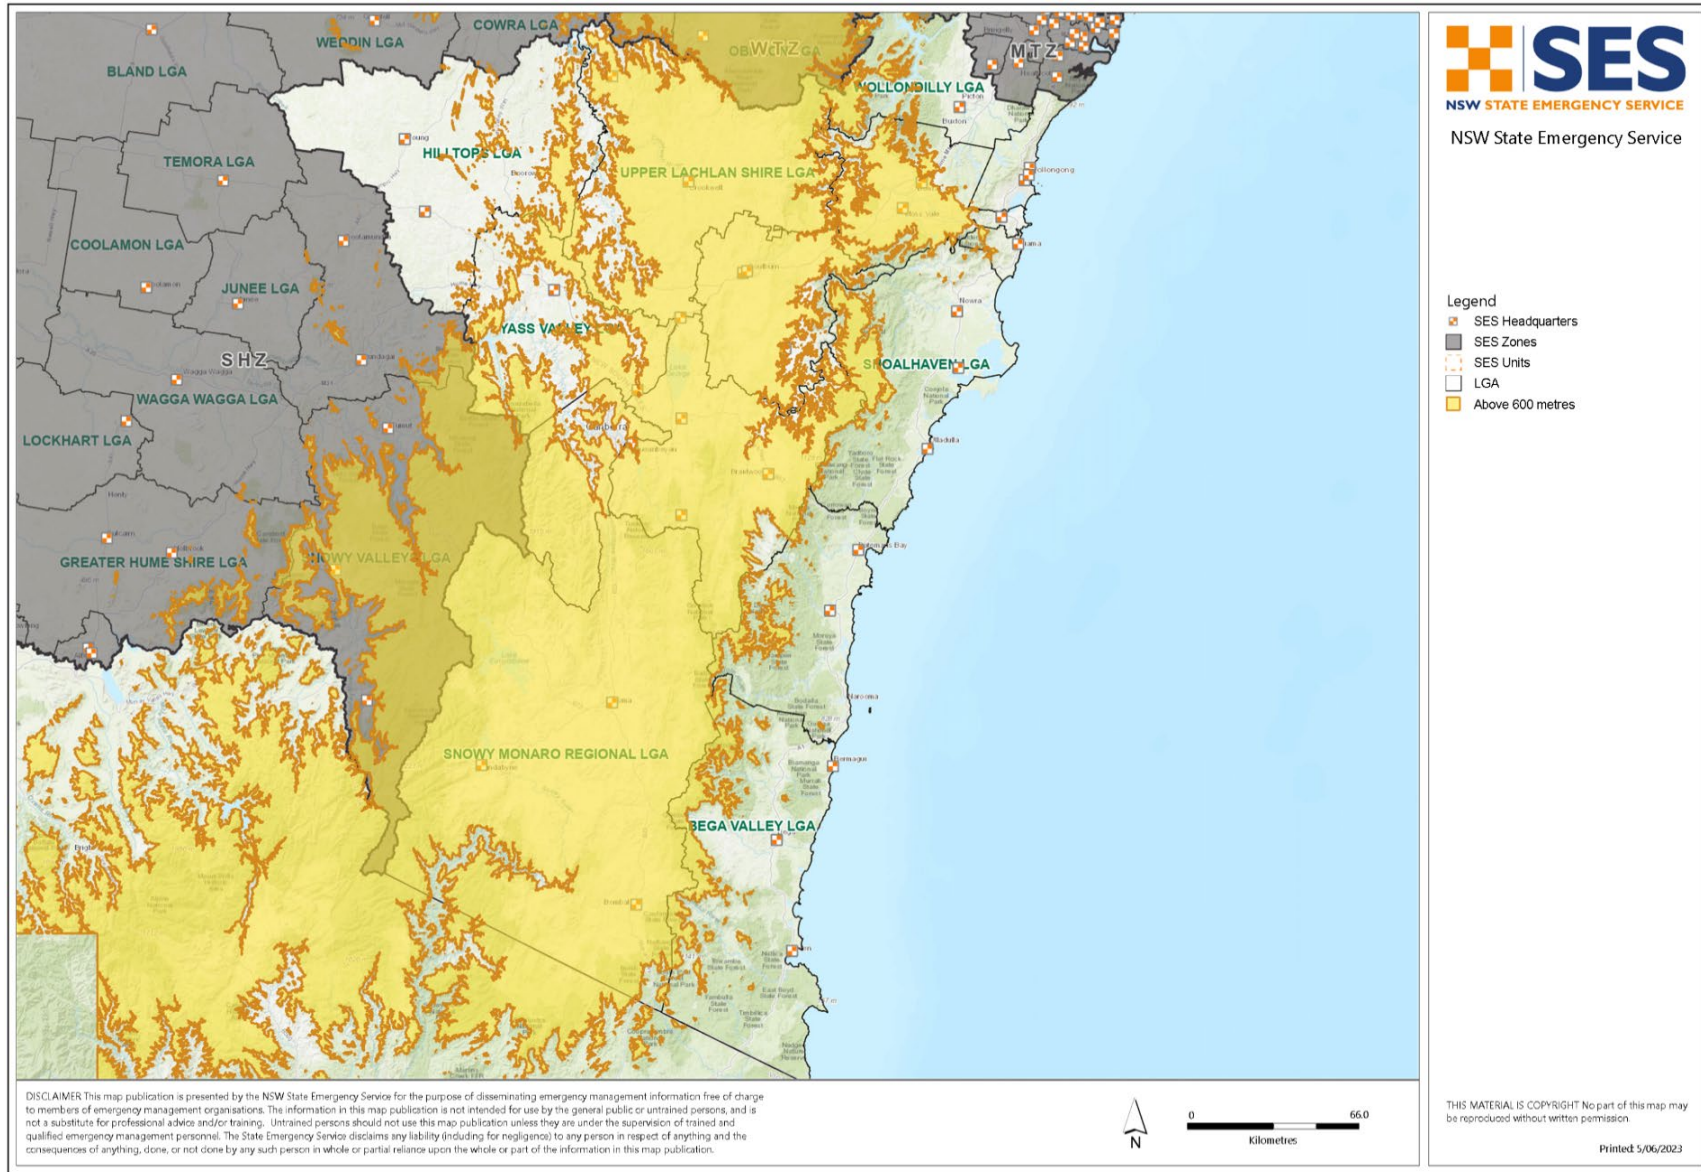 COWRA LGA
WEDDIN LGA
WTZ
MTZ
BLAND LGA
WOLLONDILLY LGA
Picton
HILLTOPS LGA
TEMORA LGA
UPPER LACHLAN SHIRE LGA
COOLAMON LGA
JUNEE LGA
Nowra
YASS VALLEY
SHZ
SHOALHAVEN LGA
Wagga Wagga
WAGGA WAGGA LGA
LOCKHART LGA
Canberra
GREATER HUME SHIRE LGA
SNOWY VALLEYS LGA
Narooma
SNOWY MONARO REGIONAL LGA
Bermagui
BEGA VALLEY LGA
SES
NSW STATE EMERGENCY SERVICE
NSW State Emergency Service
Legend
SES Headquarters
SES Zones
SES Units
LGA
Above 600 metres
DISCLAIMER This map publication is presented by the NSW State Emergency Service for the purpose of disseminating emergency management information free of charge
to members of emergency management organisations. The information in this map publication is not intended for use by the general public or untrained persons, and is
not a substitute for professional advice and/or training. Untrained persons should not use this map publication unless they are under the supervision of trained and
qualified emergency management personnel. The State Emergency Service disclaims any liability (including for negligence) to any person in respect of anything and the
consequences of anything, done, or not done by any such person in whole or partial reliance upon the whole or part of the information in this map publication.
N
0 66.0
Kilometres
THIS MATERIAL IS COPYRIGHT No part of this map may
be reproduced without written permission.
Printed: 5/06/2023